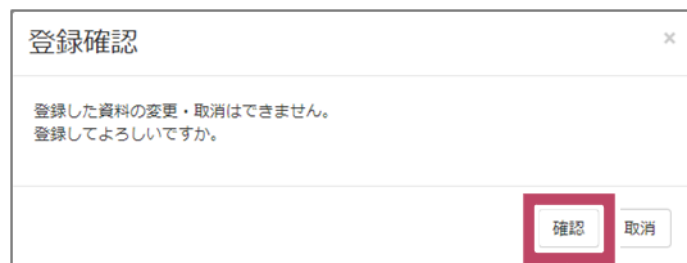 登録確認
×
登録した資料の変更・取消はできません。
登録してよろしいですか。
確認 取消